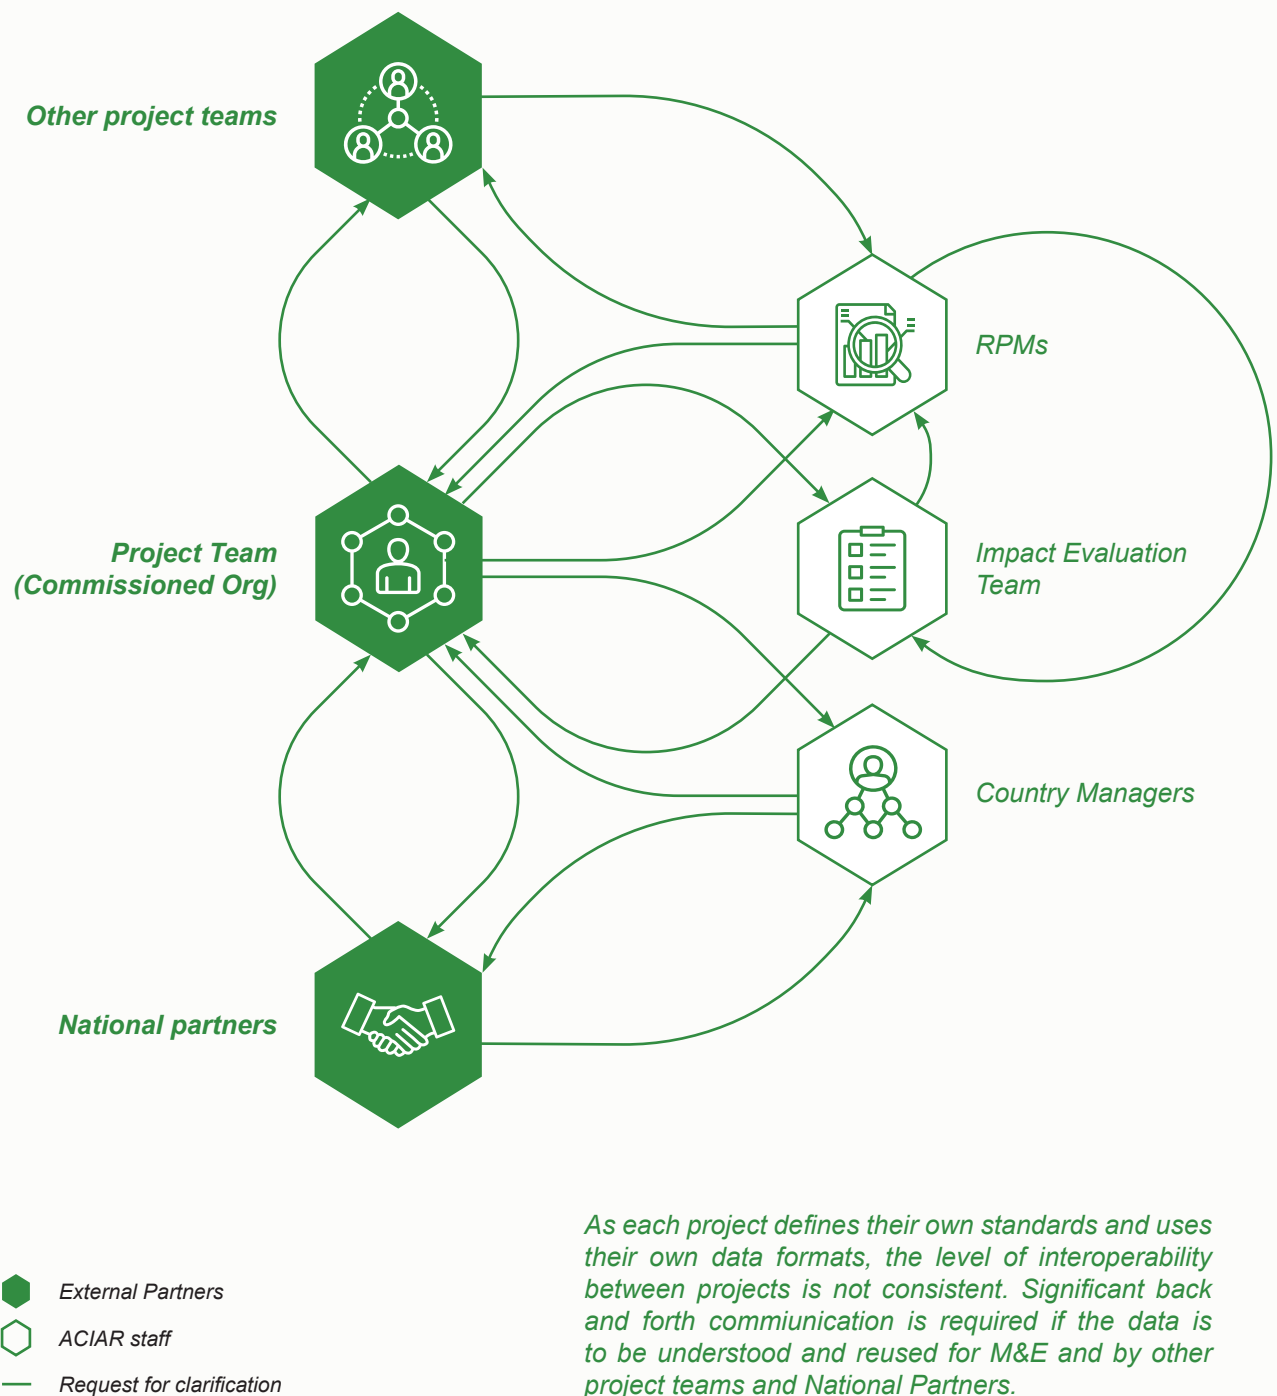 Other project teams
RPMs
Project Team
(Commissioned Org)
Impact Evaluation
Team
Country Managers
National partners
External Partners
ACIAR staff
Request for clarification
As each project defines their own standards and uses
their own data formats, the level of interoperability
between projects is not consistent. Significant back
and forth commiunication is required if the data is
to be understood and reused for M&E and by other
project teams and National Partners.